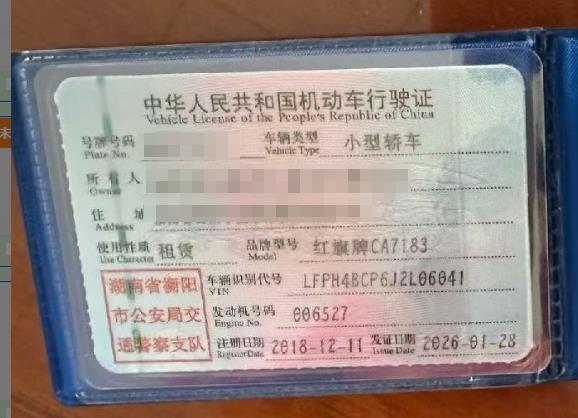 中华人民共和国机动车行驶证
Vehicle License of the People's Republic of China
号牌号码 车辆类型 小型轿车
Plate No. Vehicle Type
所有人
Owner
住 址
Address
使用性质 租赁 品牌型号 红旗牌CA7183
Use Character Model
湖南省衡阳
市公安局交
通警察支队
车辆识别代号 LFPH4BCP6J2L06041
VIN
发动机号码 006527
Engine No.
注册日期 2018-12-11 发证日期 2026-01-28
Register Date Issue Date
未